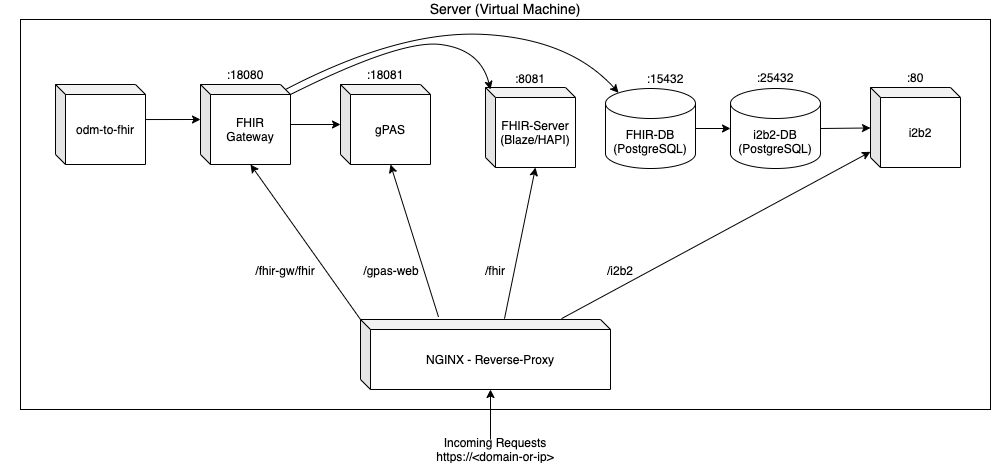 Server (Virtual Machine)
:18080
:18081
:8081
:15432
:25432
:80
odm-to-fhir
FHIR
Gateway
gPAS
FHIR-Server
(Blaze/HAPI)
FHIR-DB
(PostgreSQL)
i2b2-DB
(PostgreSQL)
i2b2
/fhir-gw/fhir
/gpas-web
/fhir
/i2b2
NGINX - Reverse-Proxy
Incoming Requests
https://<domain-or-ip>